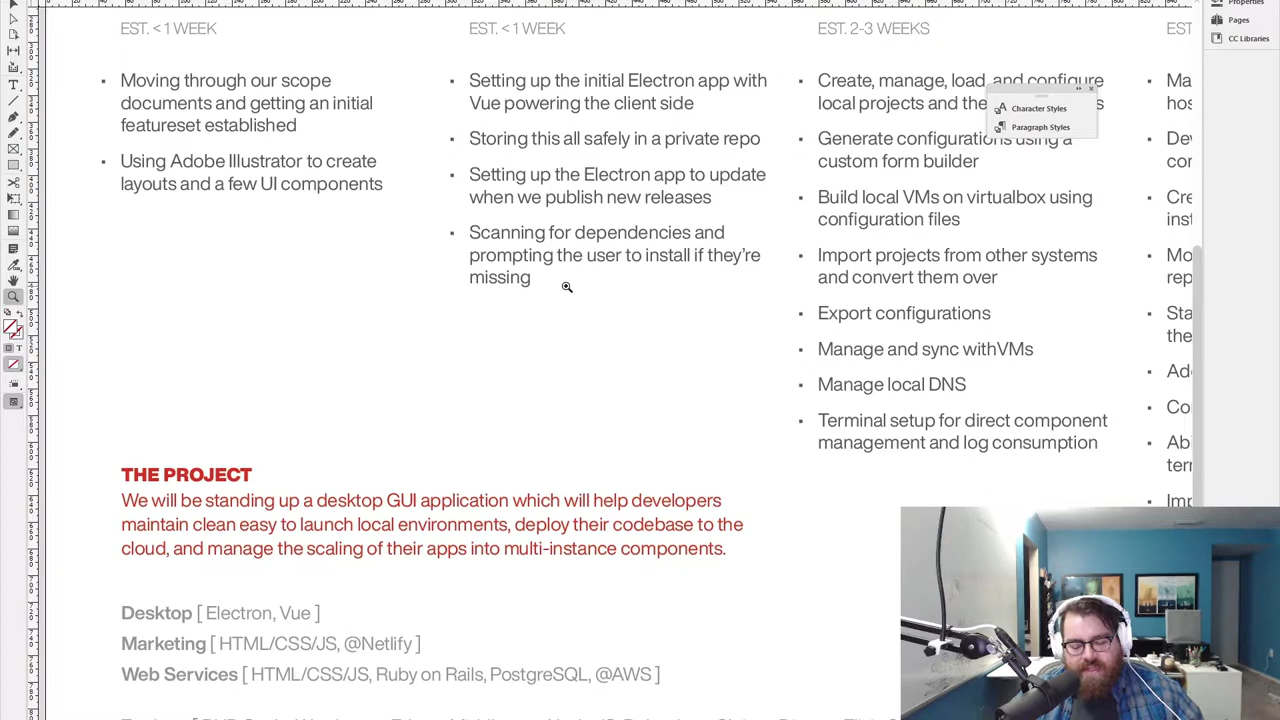 Properties
Pages
CC Libraries
EST. < 1 WEEK
Moving through our scope
documents and getting an initial
featureset established
Using Adobe Illustrator to create
layouts and a few UI components
EST. < 1 WEEK
Setting up the initial Electron app with
Vue powering the client side
Storing this all safely in a private repo
Setting up the Electron app to update
when we publish new releases
Scanning for dependencies and
prompting the user to install if they're
missing
EST. 2-3 WEEKS
Create, manage, load and configure
local projects and the
Generate configurations using a
custom form builder
Build local VMs on virtualbox using
configuration files
Import projects from other systems
and convert them over
Export configurations
Manage and sync withVMs
Manage local DNS
Terminal setup for direct component
management and log consumption
Character Styles
Paragraph Styles
EST
THE PROJECT
We will be standing up a desktop GUI application which will help developers
maintain clean easy to launch local environments, deploy their codebase to the
cloud, and manage the scaling of their apps into multi-instance components.
Desktop [ Electron, Vue ]
Marketing [ HTML/CSS/JS, @Netlify ]
Web Services [ HTML/CSS/JS, Ruby on Rails, PostgreSQL, @AWS ]